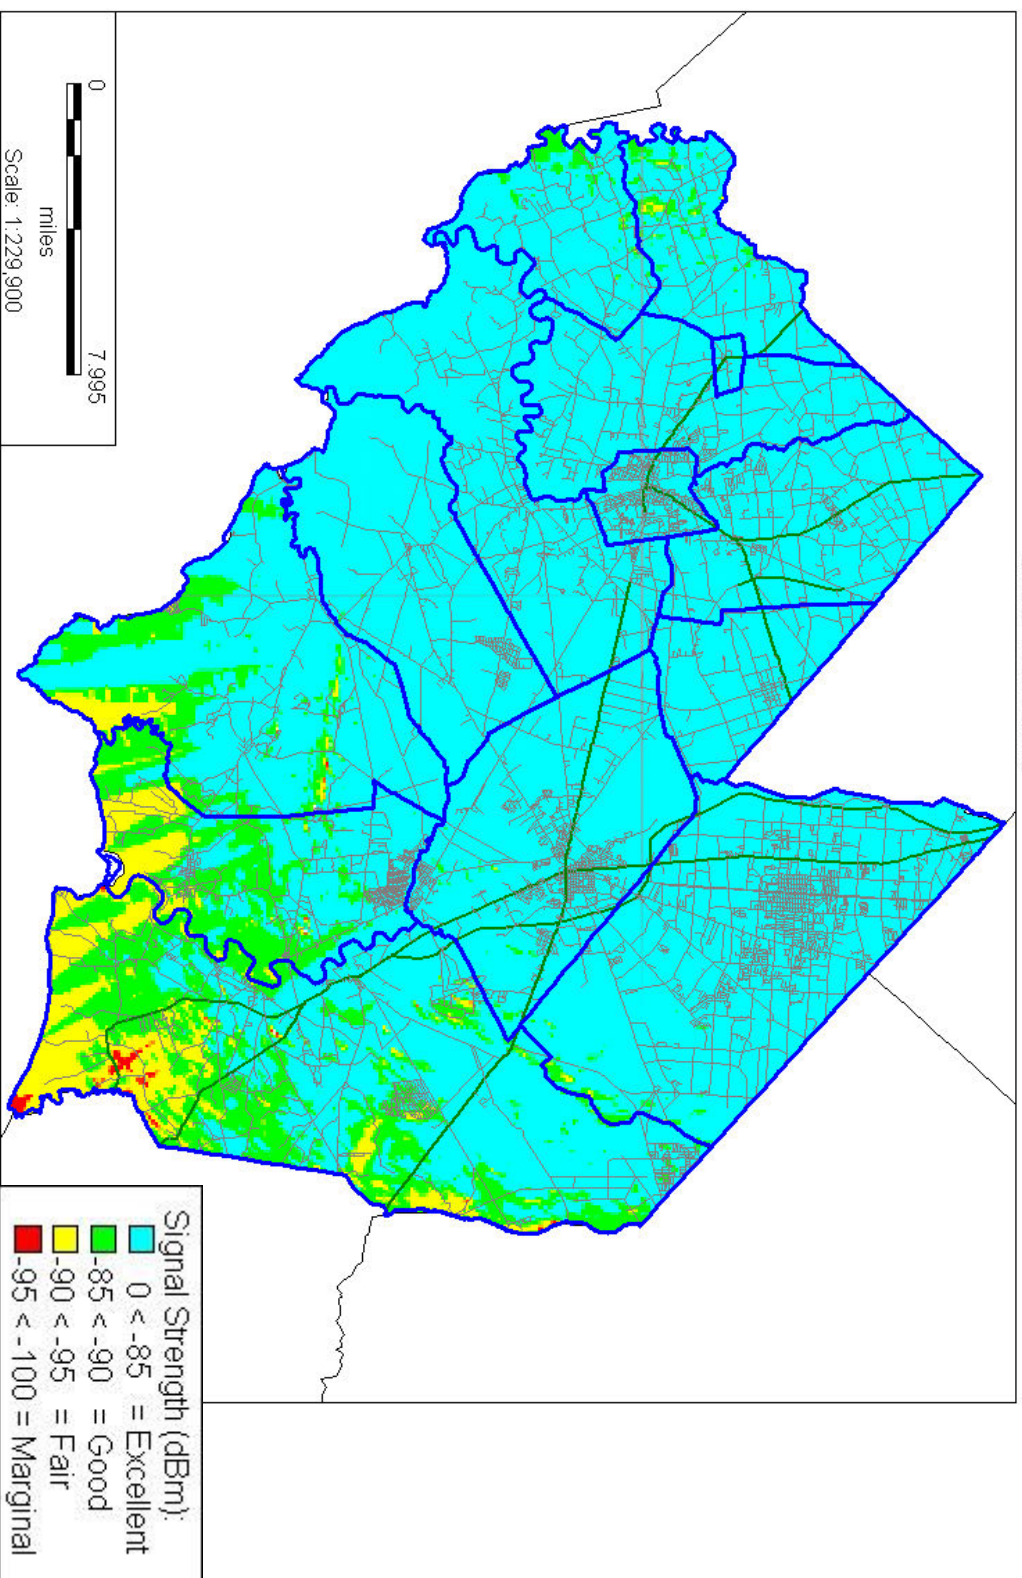 0 7.995
miles
Scale: 1:229,900
Signal Strength (dBm):
0 < -85 = Excellent
-85 < -90 = Good
-90 < -95 = Fair
-95 < -100 = Marginal